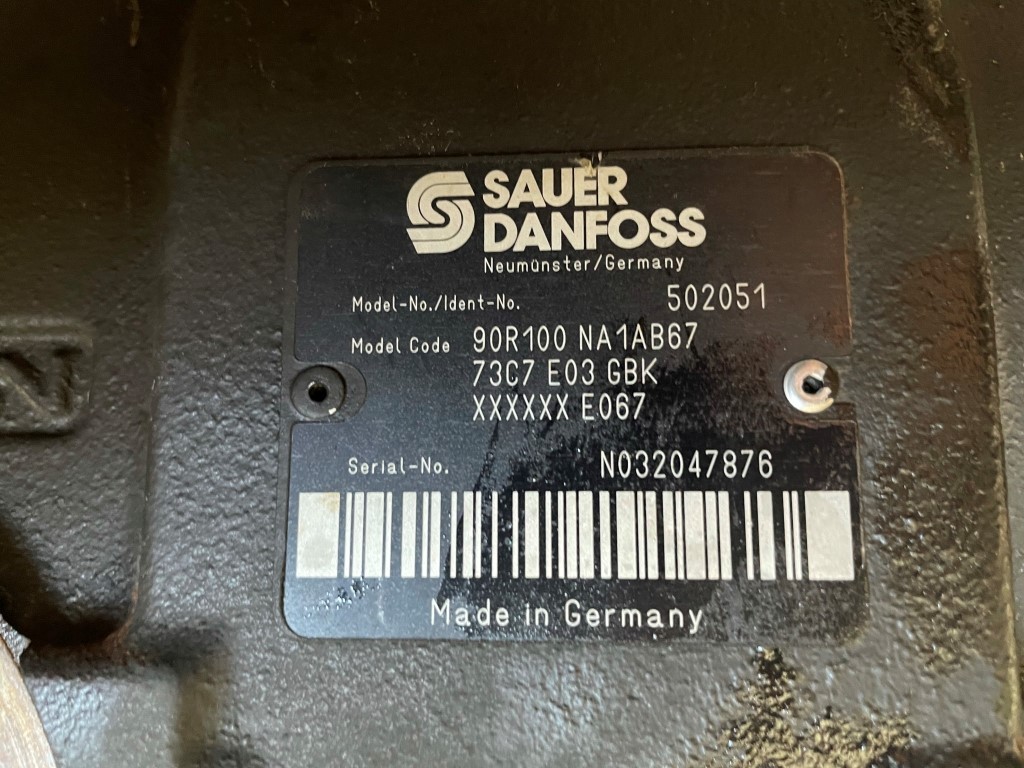 SAUER
DANFOSS
Neumünster/Germany
Model-No./Ident-No. 502051
Model Code 90R100 NA1AB67
73C7 E03 GBK
XXXXXX E067
Serial-No. N032047876
Made in Germany